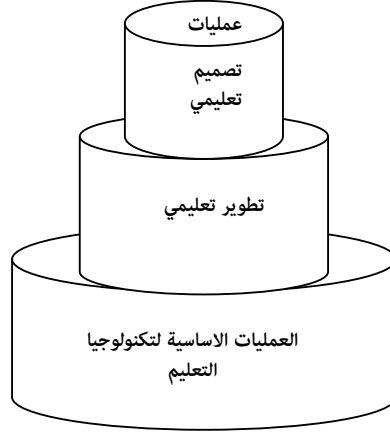 عمليات
تصميم
تعليمي
تطوير تعليمي
العمليات الاساسية لتكنولوجيا
التعليم